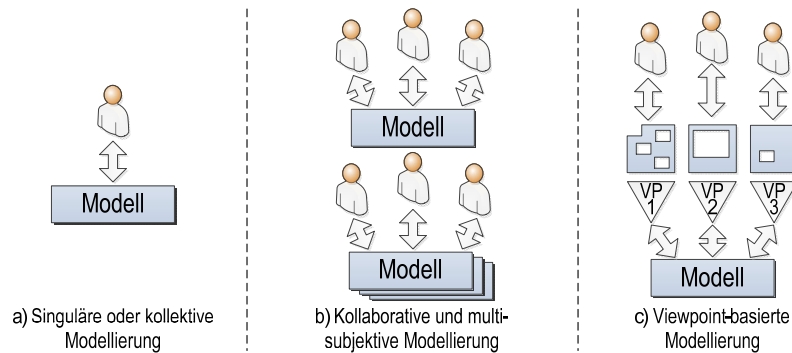 Modell
a) Singuläre oder kollektive
Modellierung
Modell
Modell
b) Kollaborative und multi-
subjektive Modellierung
VP
1
VP
2
VP
3
Modell
c) Viewpoint-basierte
Modellierung